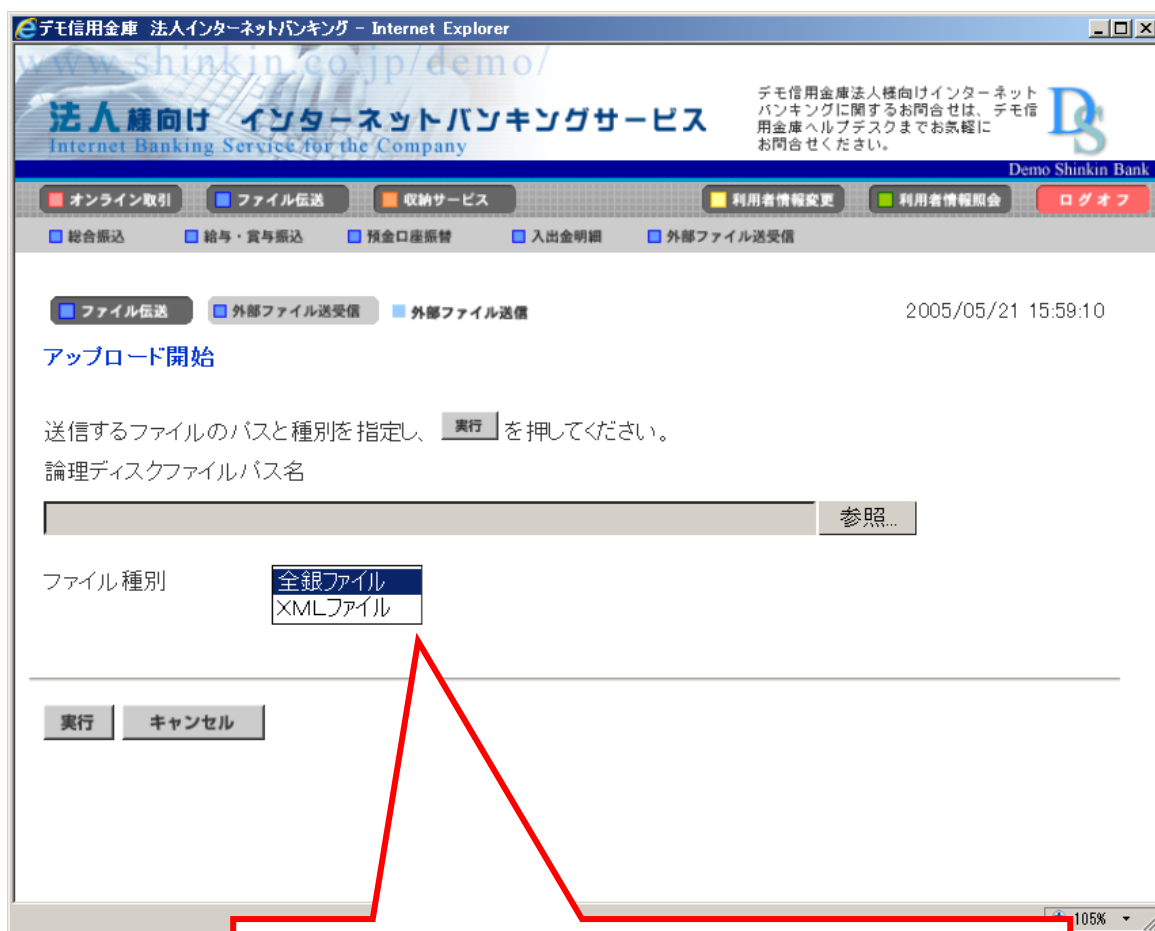 デモ信用金庫 法人インターネットバンキング - Internet Explorer
www.shinkin.co.jp/demo/
法人様向け インターネットバンキングサービス
Internet Banking Service for the Company
デモ信用金庫法人様向けインターネット
バンキングに関するお問合せは、デモ信
用金庫ヘルプデスクまでお気軽に
お問合せください。
DS
Demo Shinkin Bank
オンライン取引 ファイル伝送 収納サービス 利用者情報変更 利用者情報照会 ログオフ
総合振込 給与・賞与振込 預金口座振替 入出金明細 外部ファイル送受信
ファイル伝送 外部ファイル送受信 外部ファイル送信 2005/05/21 15:59:10
アップロード開始
送信するファイルのパスと種別を指定し、 実行 を押してください。
論理ディスクファイルパス名
参照...
ファイル種別 全銀ファイル
XMLファイル
実行 キャンセル
105%